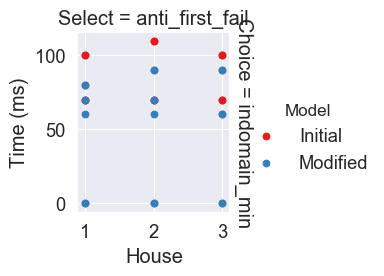 Select = anti_first_fail
Choice = indomain_min
Time (ms)
100
50
0
1 2 3
House
Model
Initial
Modified